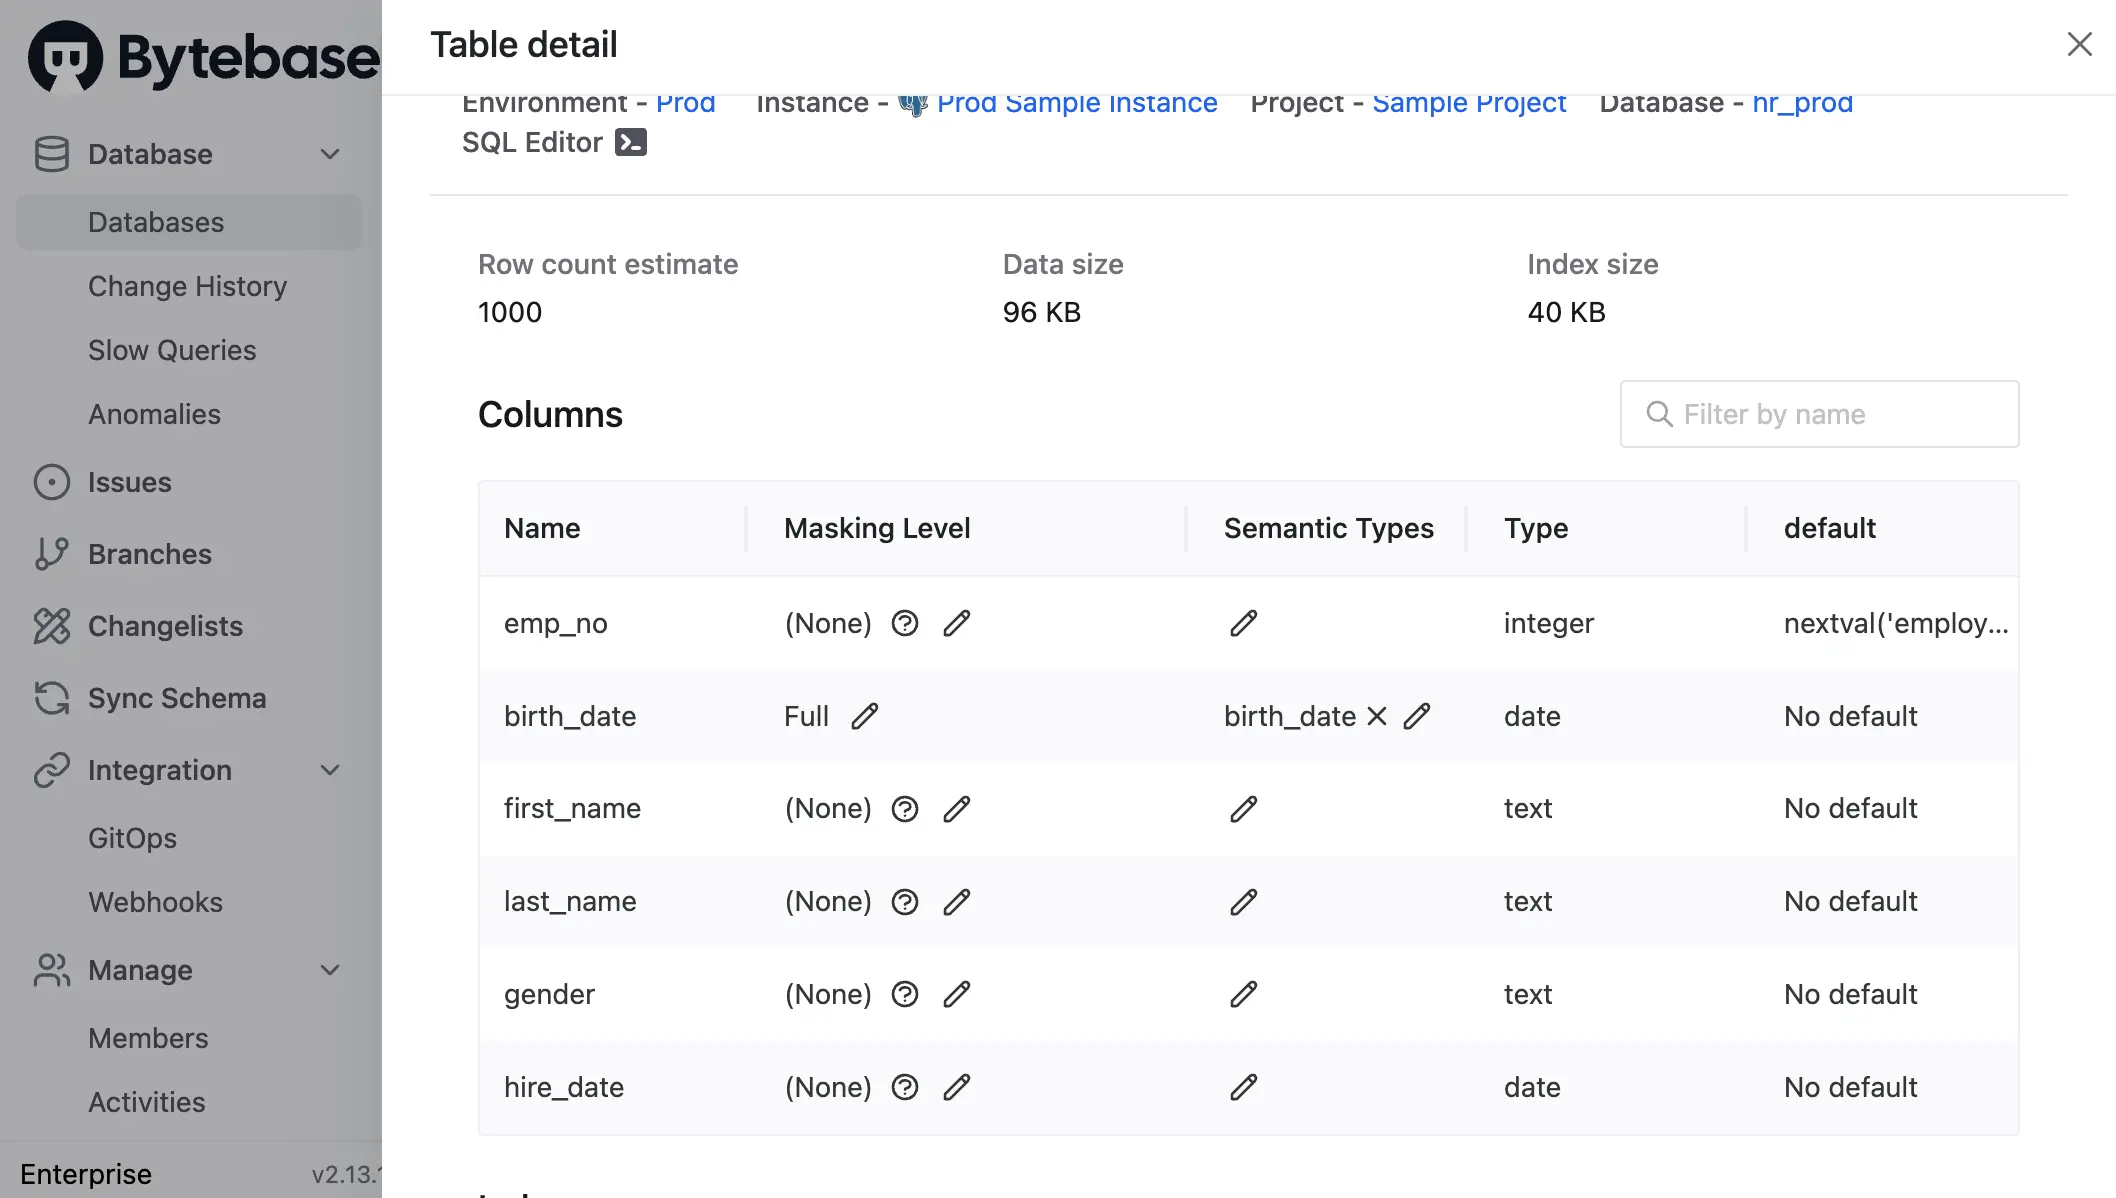 Bytebase
Database
Databases
Change History
Slow Queries
Anomalies
Issues
Branches
Changelists
Sync Schema
Integration
GitOps
Webhooks
Manage
Members
Activities
Enterprise v2.13.
Table detail
Environment - Prod Instance - Prod Sample Instance Project - Sample Project Database - hr_prod
SQL Editor
Row count estimate Data size Index size
1000 96 KB 40 KB
Columns
Filter by name
Name Masking Level Semantic Types Type default
emp_no (None) integer nextval('employ...
birth_date Full birth_date date No default
first_name (None) text No default
last_name (None) text No default
gender (None) text No default
hire_date (None) date No default